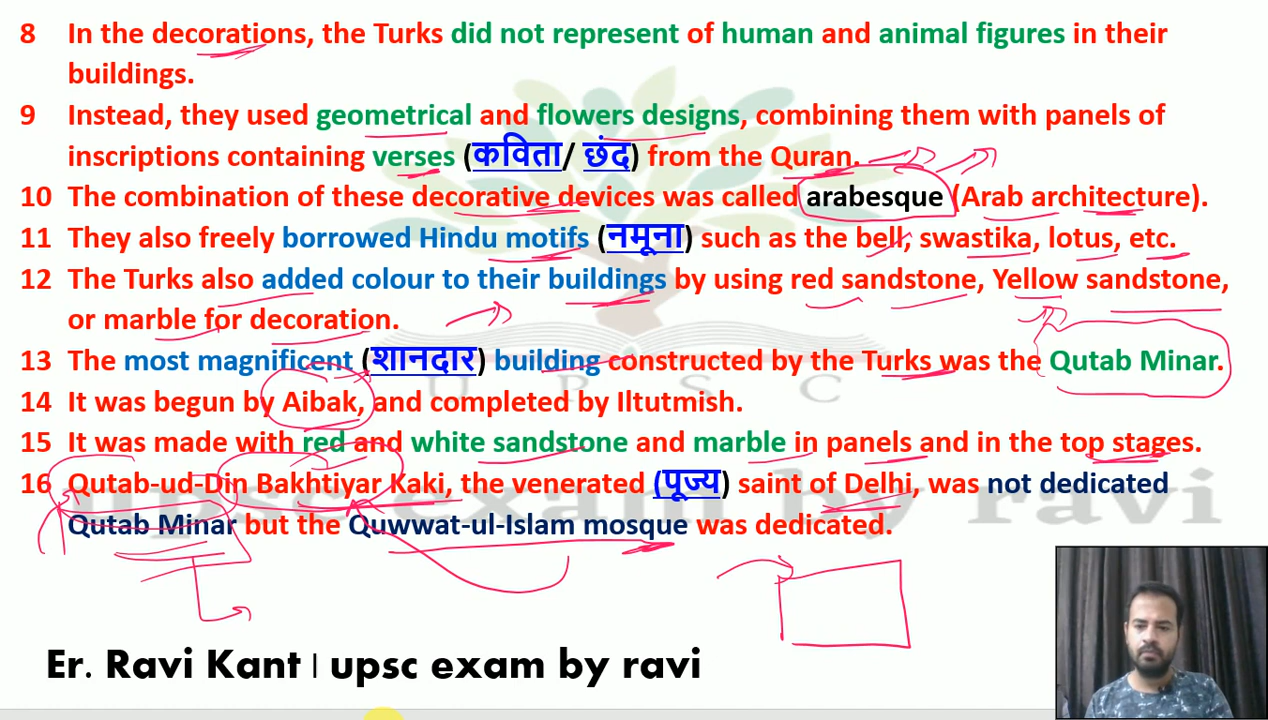 8 In the decorations, the Turks did not represent of human and animal figures in their
buildings.
9 Instead, they used geometrical and flowers designs, combining them with panels of
inscriptions containing verses (कविता/ छंद) from the Quran.
10 The combination of these decorative devices was called arabesque (Arab architecture).
11 They also freely borrowed Hindu motifs (नमूना) such as the bell, swastika, lotus, etc.
12 The Turks also added colour to their buildings by using red sandstone, Yellow sandstone,
or marble for decoration.
13 The most magnificent (शानदार) building constructed by the Turks was the Qutab Minar.
UPSC
14 It was begun by Aibak, and completed by Iltutmish.
15 It was made with red and white sandstone and marble in panels and in the top stages.
16 Qutab-ud-Din Bakhtiyar Kaki, the venerated (पूज्य) saint of Delhi, was not dedicated
upsc exam by ravi
Qutab Minar but the Quwwat-ul-Islam mosque was dedicated.
Er. Ravi Kant | upsc exam by ravi